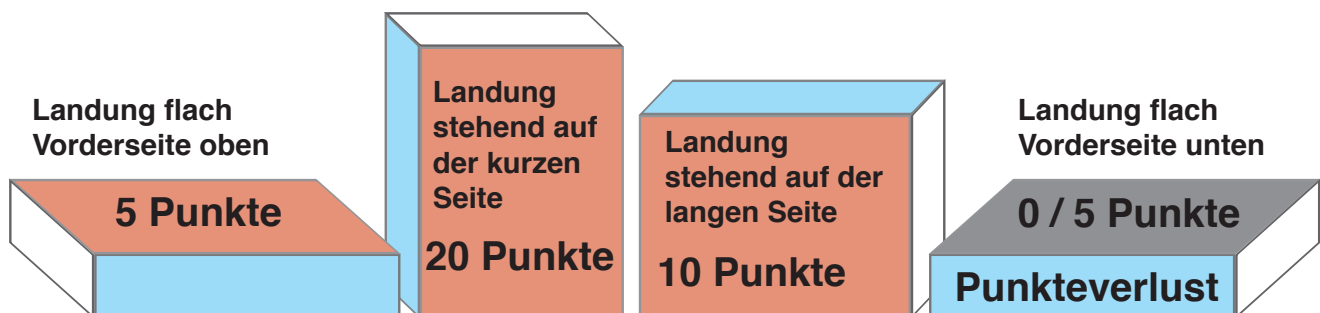 Landung flach
Vorderseite oben
5 Punkte
Landung
stehend auf
der kurzen
Seite
20 Punkte
Landung
stehend auf der
langen Seite
10 Punkte
Landung flach
Vorderseite unten
0 / 5 Punkte
Punkteverlust